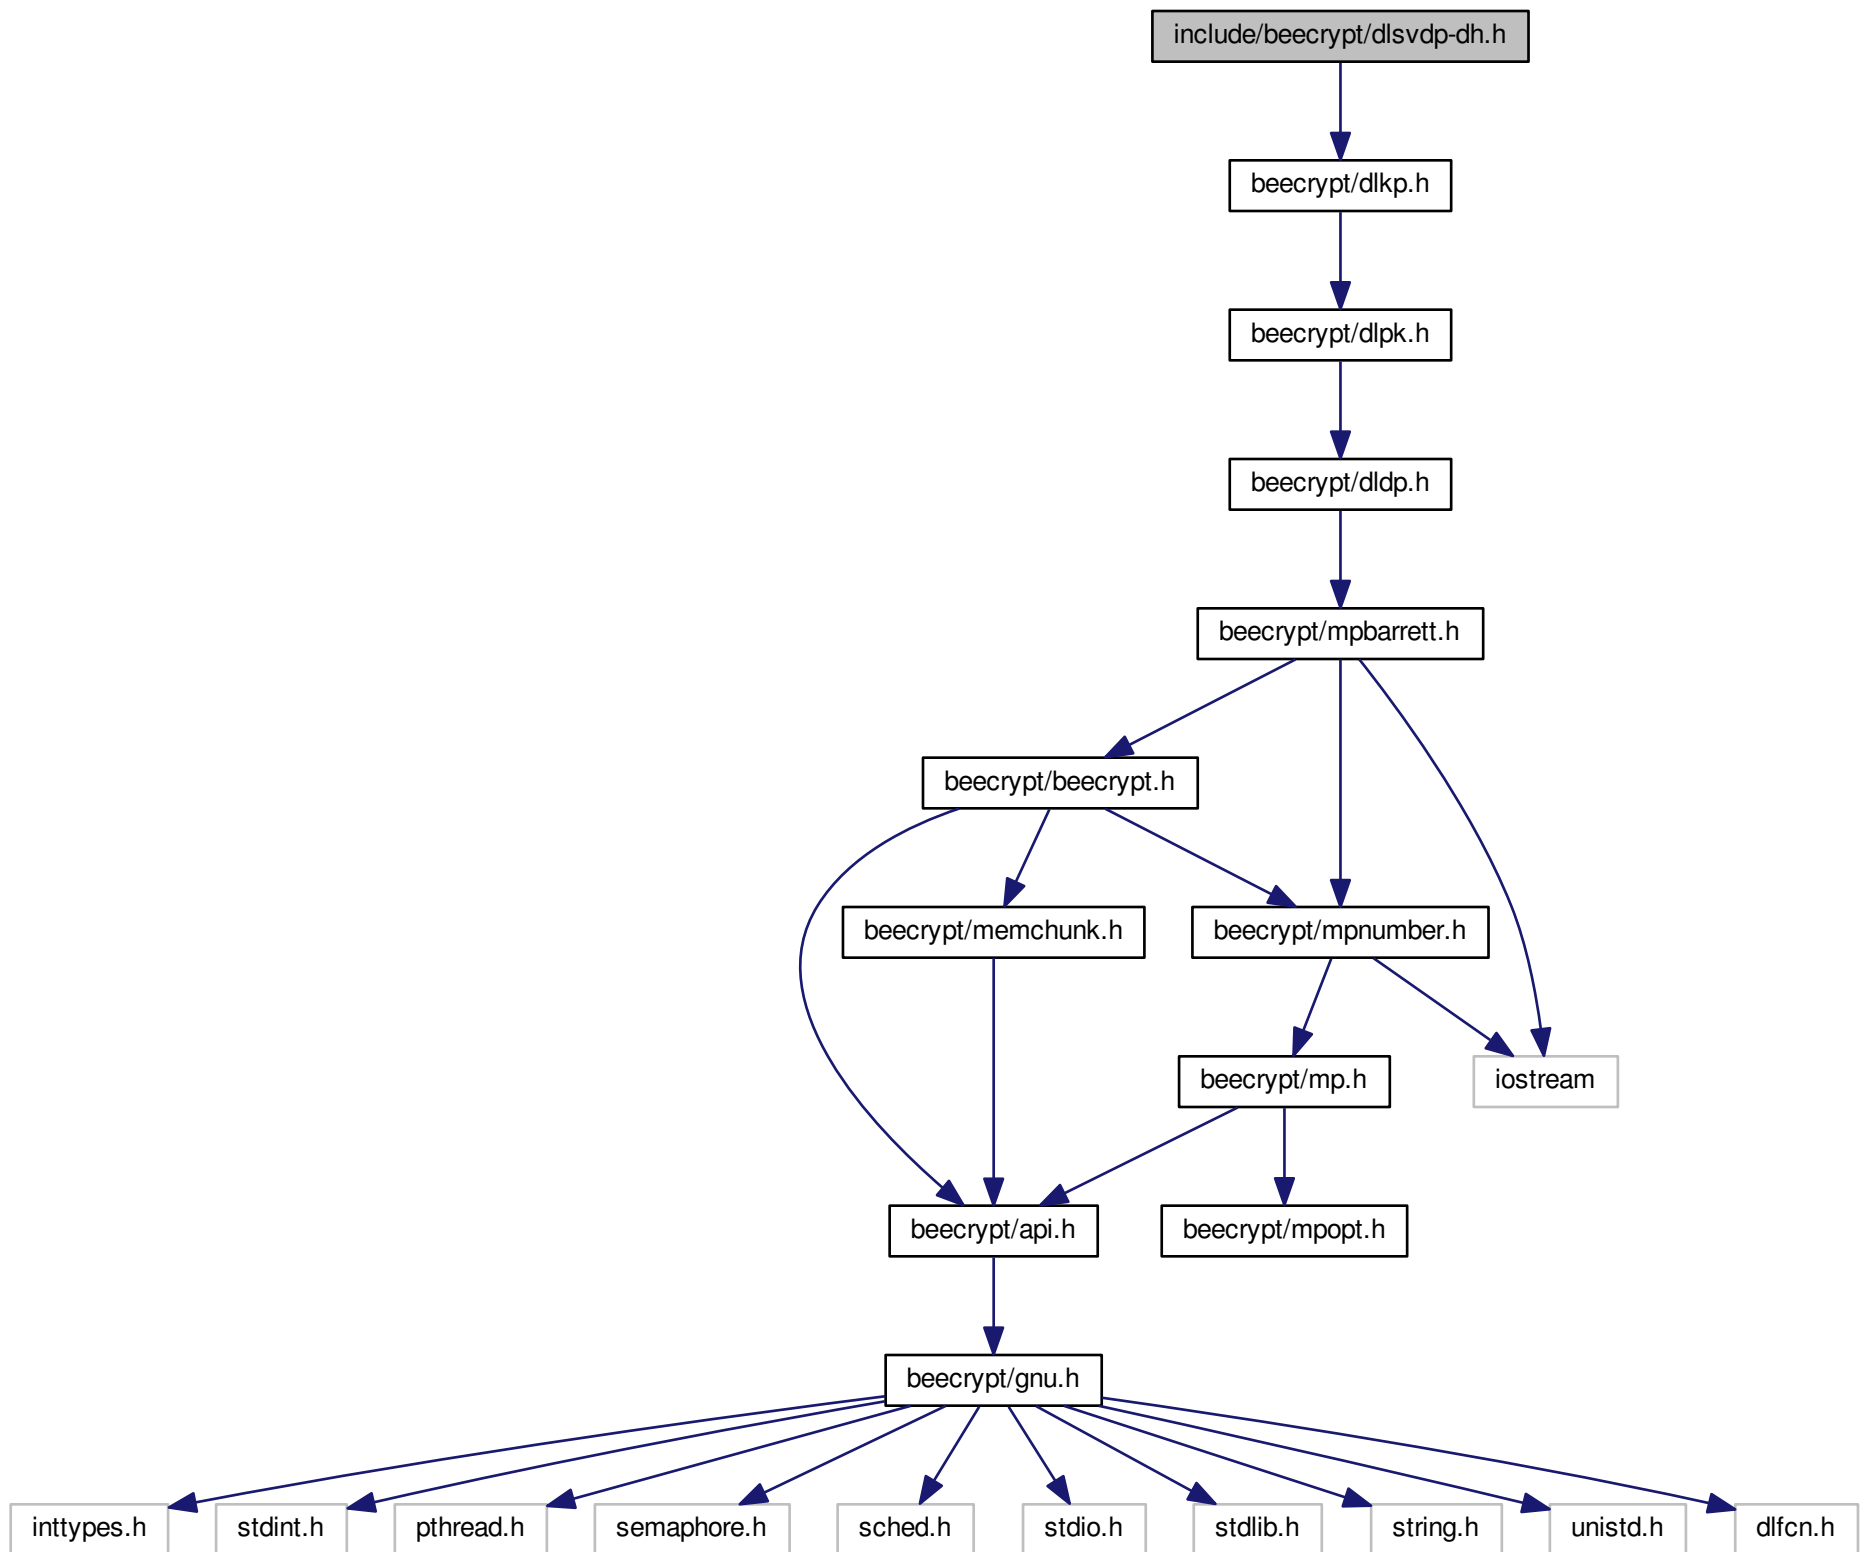 include/beecrypt/dlsvdp-dh.h
beecrypt/dlkp.h
beecrypt/dlpk.h
beecrypt/dldp.h
beecrypt/mpbarrett.h
beecrypt/beecrypt.h
beecrypt/memchunk.h
beecrypt/mpnumber.h
beecrypt/mp.h
iostream
beecrypt/api.h
beecrypt/mpopt.h
beecrypt/gnu.h
inttypes.h
stdint.h
pthread.h
semaphore.h
sched.h
stdio.h
stdlib.h
string.h
unistd.h
dlfcn.h